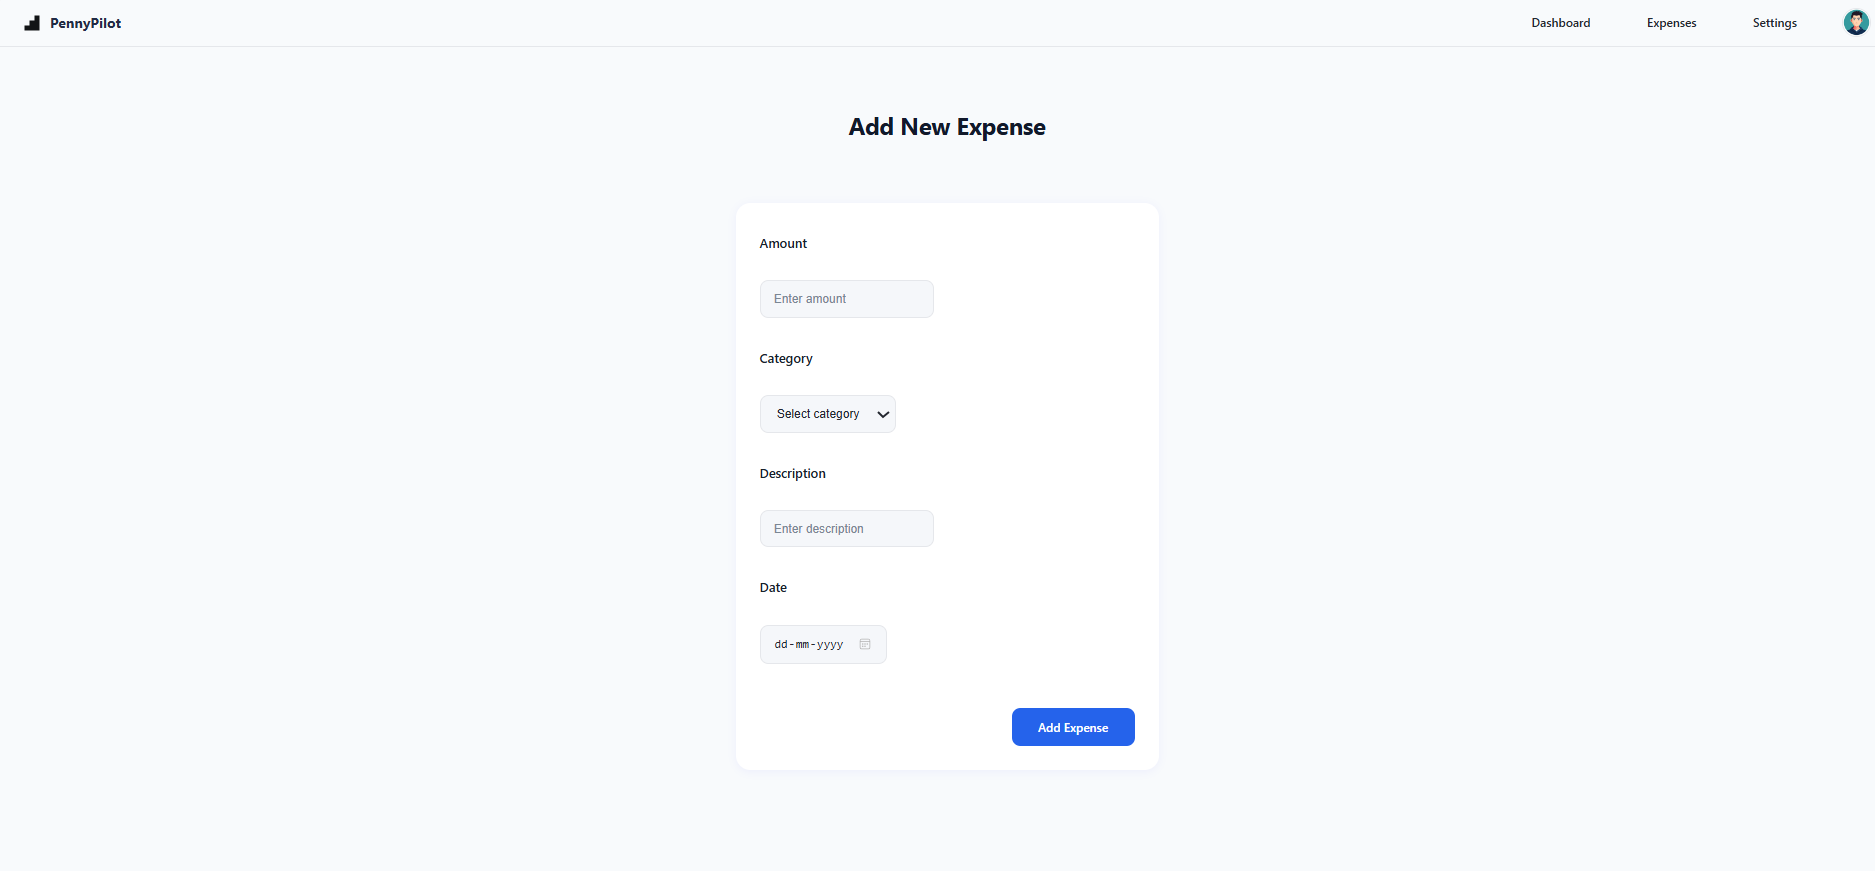 PennyPilot
Dashboard Expenses Settings
Add New Expense
Amount
Enter amount
Category
Select category
Description
Enter description
Date
dd-mm-yyyy
Add Expense